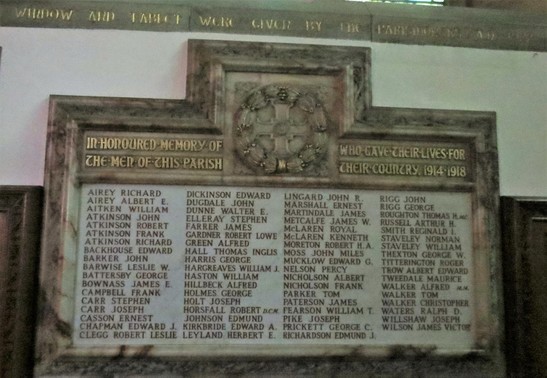 WINDOW AND TABLET WERE GIVEN BY THE
IN HONOURED MEMORY OF
THE MEN OF THIS PARISH
WHO GAVE THEIR LIVES FOR
THEIR COUNTRY, 1914-1918
AIREY RICHARD
AIREY ALBERT E.
AITKEN WILLIAM
ATKINSON JOHN
ATKINSON ROBERT
ATKINSON FRANK
ATKINSON RICHARD
BACKHOUSE EDWARD
BARKER JOHN
BARWISE LESLIE W.
BATTERSBY GEORGE
BOWNASS JAMES E.
CAMPBELL FRANK
CARR STEPHEN
CARR JOSEPH
CASSON ERNEST
CHAPMAN EDWARD J.
CLEGG ROBERT LESLIE
DICKINSON EDWARD
DUGDALE JOHN
DUNNE WALTER E.
ELLERAY STEPHEN
FARRER JAMES
GARDNER ROBERT LOWE
GREEN ALFRED
HALL THOMAS INGLIS
HARRIS GEORGE
HARGREAVES WILLIAM J.
HASTON WILLIAM
HILLBECK ALFRED
HOLMES GEORGE
HOLT JOSEPH
HORSFALL ROBERT D.C.M.
JOHNSON EDMUND
KIRKBRIDE EDWARD A.
LEYLAND HERBERT E.
LINGARD JOHN R.
MARSHALL ERNEST
MARTINDALE JAMES
METCALFE JAMES W.
McLAREN ROYAL
McLAREN KENNETH
MORETON ROBERT H.A.
MOSS JOHN MILES
MUCKLOW EDWARD G.
NELSON PERCY
NICHOLSON ALBERT
NICHOLSON FRANK
PARKER TOM
PATERSON JAMES
FEARSON WILLIAM T.
PIKE JOSEPH
PRICKETT GEORGE C.
RICHARDSON EDMUND J.
RIGG JOHN
RIGG GEORGE
ROUGHTON THOMAS H.
RUSSELL ARTHUR H.
SMITH REGINALD J.
STAVELEY NORMAN
STAVELEY WILLIAM
THEXTON GEORGE W.
TITTERINGTON ROGER
TROW ALBERT EDWARD
TWEEDALE MAURICE
WALKER ALFRED M.M.
WALKER TOM
WALKER CHRISTOPHER
WATERS RALPH D.
WILLSHAW JOSEPH
WILSON JAMES VICTOR